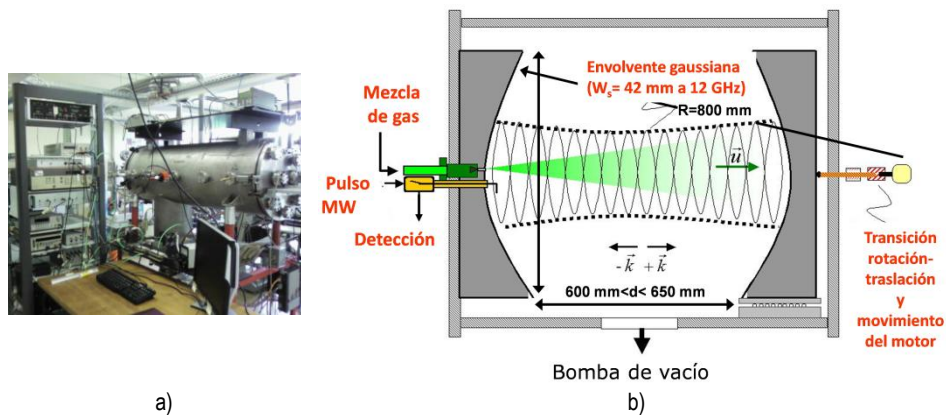 Mezcla
de gas
Pulso
MW
Detección
Envolvente gaussiana
(Ws= 42 mm a 12 GHz)
R=800 mm
u
-k +k
600 mm<d< 650 mm
Transición
rotación-
traslación
y
movimiento
del motor
Bomba de vacío
a)
b)